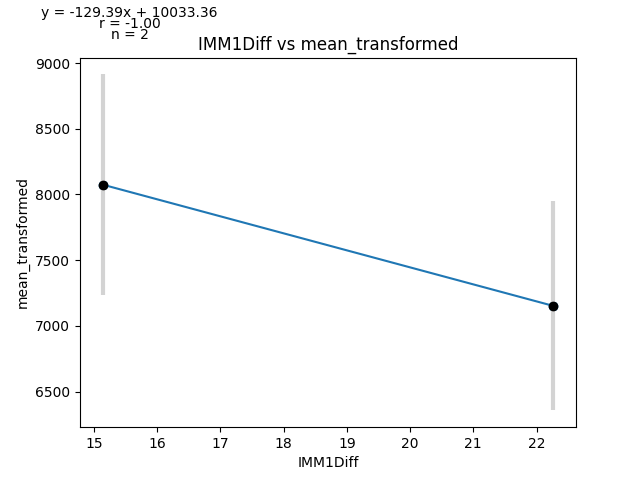 y = -129.39x + 10033.36
r = -1.00
n = 2
IMM1Diff vs mean_transformed
9000
8500
8000
7500
7000
6500
mean_transformed
15 16 17 18 19 20 21 22
IMM1Diff